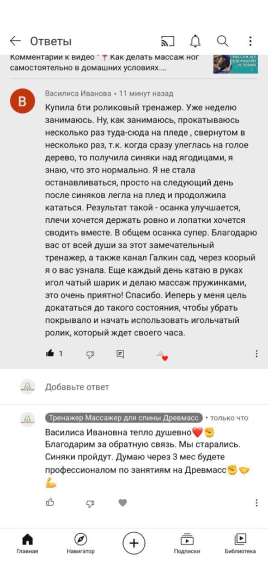 Ответы
Комментарии к видео "📍Как делать массаж ног
самостоятельно в домашних условиях....
В
Василиса Иванова • 11 минут назад
Купила 6ти роликовый тренажер. Уже неделю
занимаюсь. Ну, как занимаюсь, прокатываюсь
несколько раз туда-сюда на пледе , свернутом в
несколько раз, т.к. когда сразу улеглась на голое
дерево, то получила синяки над ягодицами, я
знаю, что это нормально. Я не стала
останавливаться, просто на следующий день
после синяков легла на плед и продолжила
кататься. Результат такой - осанка улучшается,
плечи хочется держать ровно и лопатки хочется
сводить вместе. В общем осанка супер. Благодарю
вас от всей души за этот замечательный
тренажер, а также канал Галкин сад, через коорый
я о вас узнала. Еще каждый день катаю в руках
игол чатый шарик и делаю массаж пружинками,
это очень приятно! Спасибо. Иеперь у меня цель
докататься до такого состояния, чтобы убрать
покрывало и начать использовать игольчатый
ролик, который ждет своего часа.
1
Добавьте ответ
Тренажер Массажер для спины Древмасс • только что
Василиса Ивановна тепло душевно❤️✊
Благодарим за обратную связь. Мы старались.
Синяки пройдут. Думаю через 3 мес будете
профессионалом по занятиям на Древмасс✊🤝
💪
Главная
Навигатор
Подписки
Библиотека